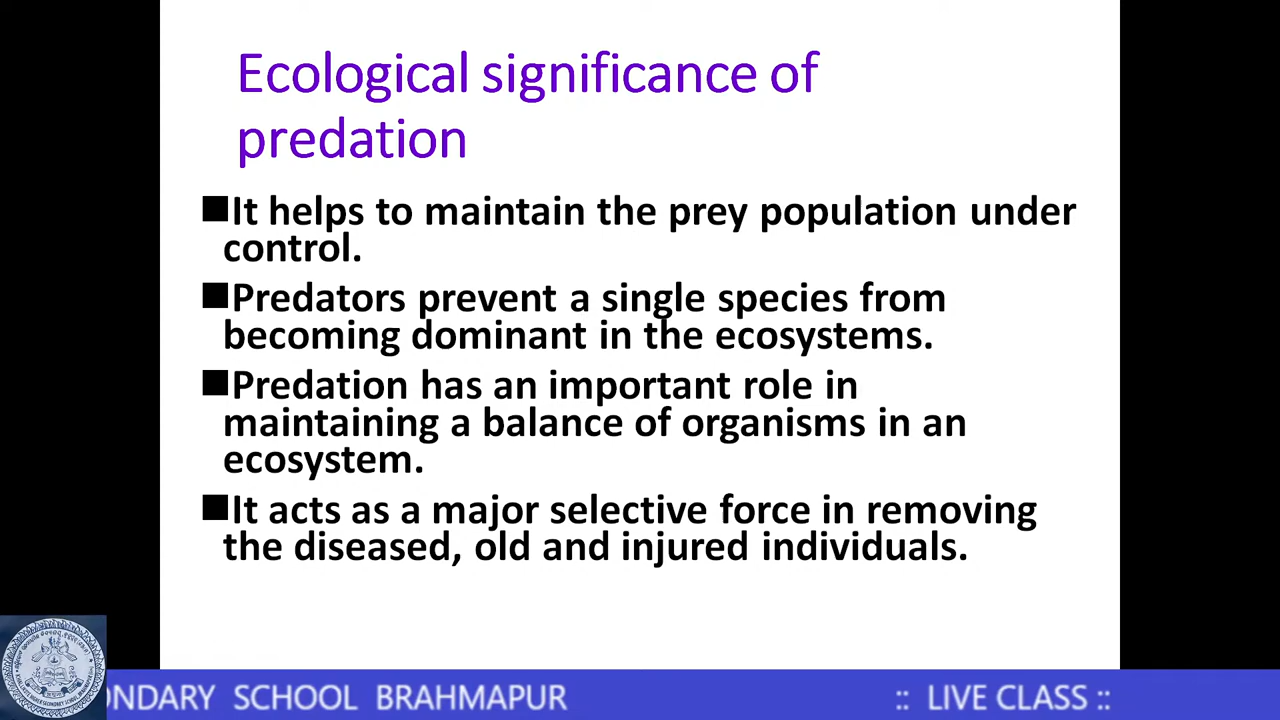 Ecological significance of
predation
■It helps to maintain the prey population under
control.
■Predators prevent a single species from
becoming dominant in the ecosystems.
■Predation has an important role in
maintaining a balance of organisms in an
ecosystem.
■It acts as a major selective force in removing
the diseased, old and injured individuals.
ONDARY SCHOOL BRAHMAPUR :: LIVE CLASS ::